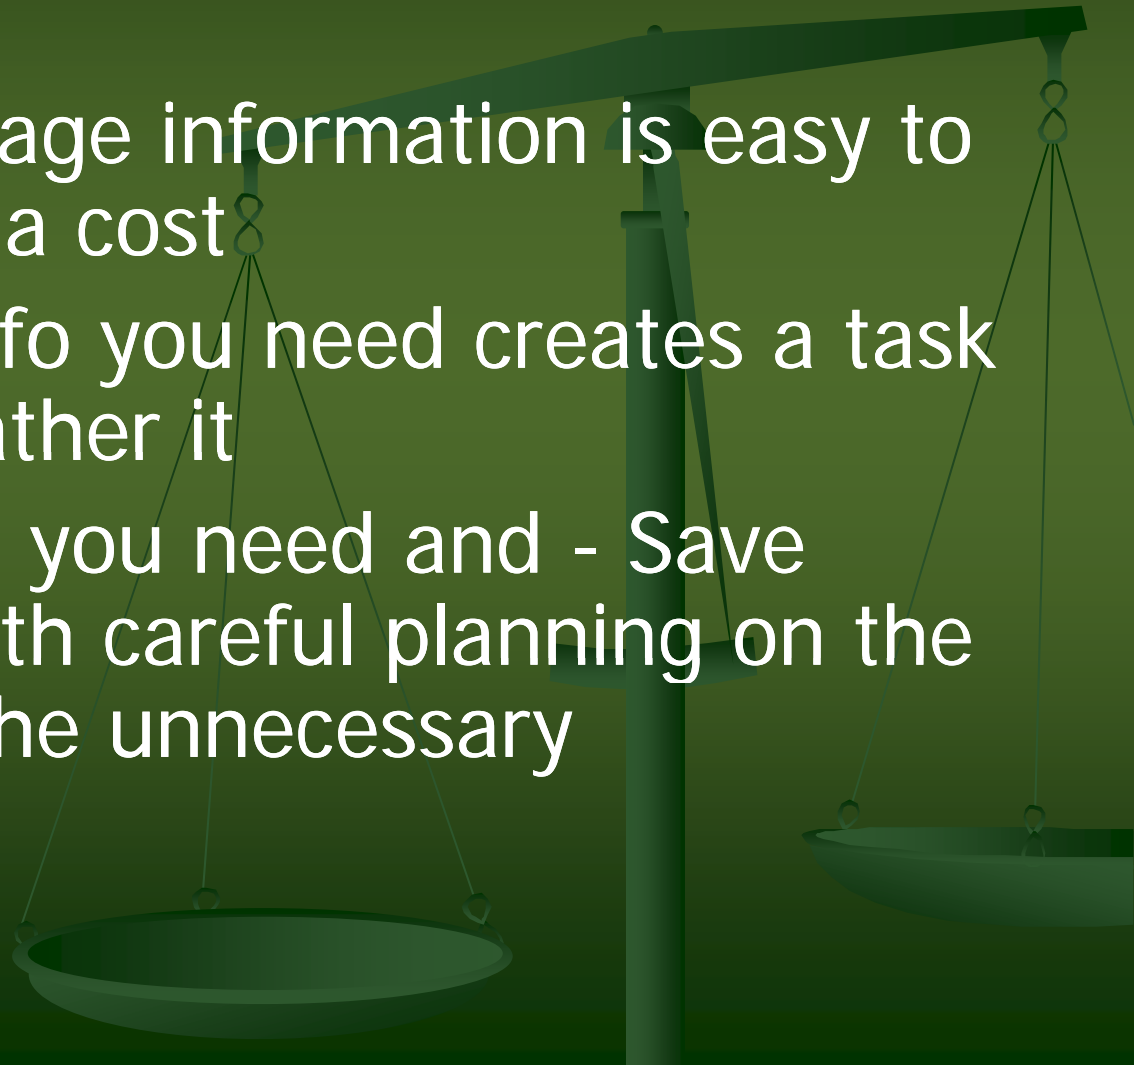 age information is easy to
a cost
fo you need creates a task
ather it
you need and - Save
th careful planning on the
he unnecessary